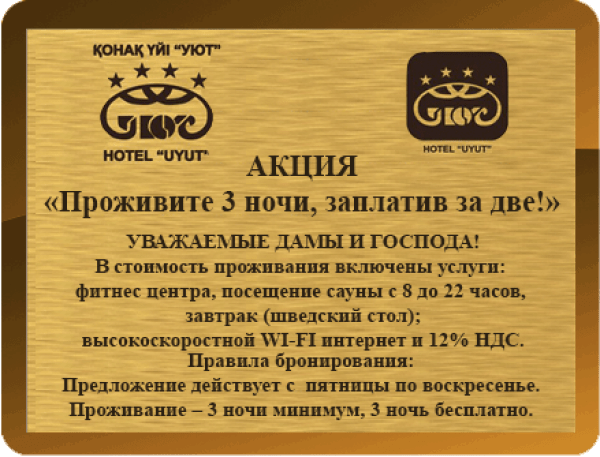 ҚОНАҚ ҮЙІ "УЮТ"
УЮТ
HOTEL "UYUT"
УЮТ
HOTEL "UYUT"
АКЦИЯ
«Проживите 3 ночи, заплатив за две!»
УВАЖАЕМЫЕ ДАМЫ И ГОСПОДА!
В стоимость проживания включены услуги:
фитнес центра, посещение сауны с 8 до 22 часов,
завтрак (шведский стол);
высокоскоростной WI-FI интернет и 12% НДС.
Правила бронирования:
Предложение действует с пятницы по воскресенье.
Проживание – 3 ночи минимум, 3 ночь бесплатно.